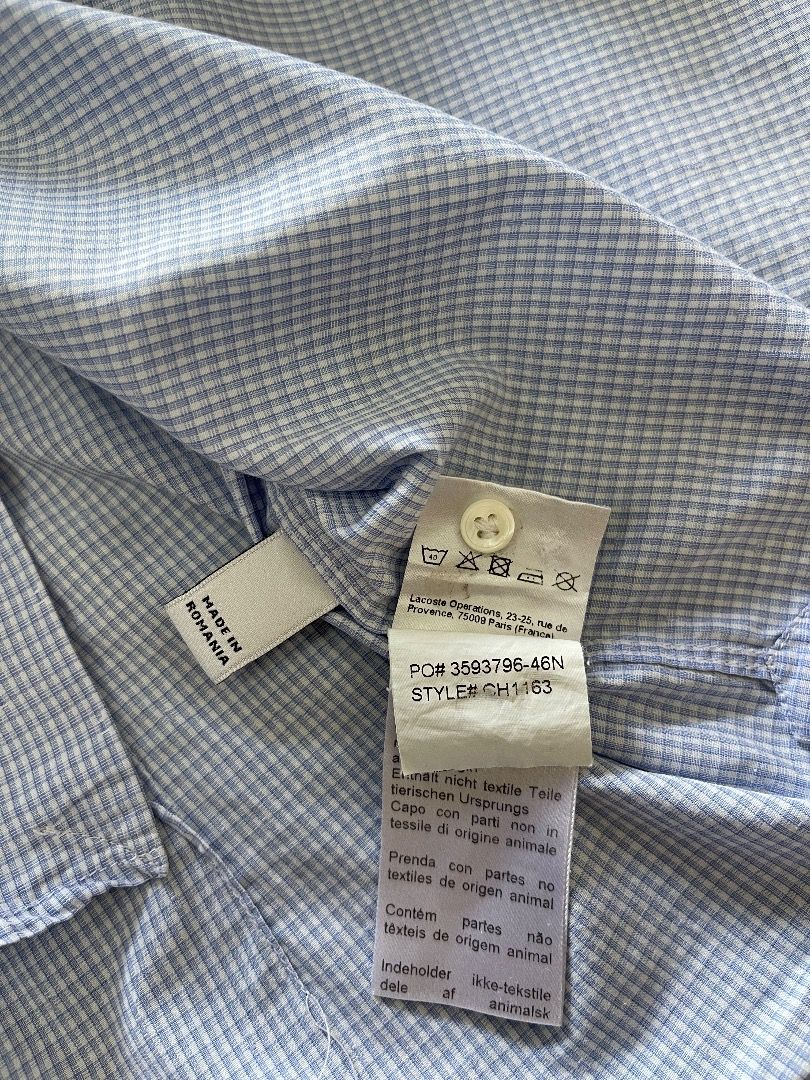 MADE IN
ROMANIA
40
Lacoste Operations, 23-25, rue de
Provence, 75009 Paris (France)
PO# 3593796-46N
STYLE# CH1163
Enthält nicht textile Teile
tierischen Ursprungs
Capo con parti non in
tessile di origine animale
Prenda con partes no
textiles de origen animal
Contém partes não
têxteis de origem animal
Indeholder ikke-tekstile
dele af animalsk